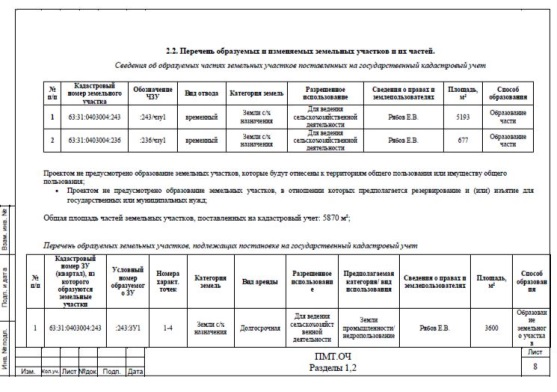 2.2. Перечень образуемых и изменяемых земельных участков и их частей.
Сведения об образуемых частях земельных участков поставленных на государственный кадастровый учет
№ п/п | Кадастровый номер земельного участка | Обозначение ЧЗУ | Вид отвода | Категория земель | Разрешенное использование | Сведения о правах и землепользователях | Площадь, м² | Способ образования
1 | 63:31:0403004:243 | :243/чзу1 | временный | Земли с/х назначения | Для ведения сельскохозяйственной деятельности | Рябов Е.В. | 5193 | Образование части
2 | 63:31:0403004:236 | :236/чзу1 | временный | Земли с/х назначения | Для ведения сельскохозяйственной деятельности | Рябов Е.В. | 677 | Образование части
Проектом не предусмотрено образование земельных участков, которые будут отнесены к территориям общего пользования или имуществу общего
пользования;
• Проектом не предусмотрено образование земельных участков, в отношении которых предполагается резервирование и (или) изъятие для
государственных или муниципальных нужд;
Общая площадь частей земельных участков, поставленных на кадастровый учет: 5870 м²;
Перечень образуемых земельных участков, подлежащих постановке на государственный кадастровый учет
№ п/п | Кадастровый номер ЗУ (квартал), из которого образуются земельные участки | Условный номер образуемого ЗУ | Номера характ. точек | Категория земель | Вид аренды | Разрешенное использование | Предполагаемая категория/ вид использования | Сведения о правах и землепользователях | Площадь, м² | Способ образования
1 | 63:31:0403004:243 | :243:ЗУ1 | 1-4 | Земли с/х назначения | Долгосрочная | Для ведения сельскохозяйственной деятельности | Земли промышленности/ недропользование | Рябов Е.В. | 3600 | Образование земельного участка
Взам. инв. №
Подп. и дата
Инв. № подл.
Изм. Кол.уч. Лист №Док Подп. Дата
ПМТ.ОЧ
Разделы 1,2
Лист
8